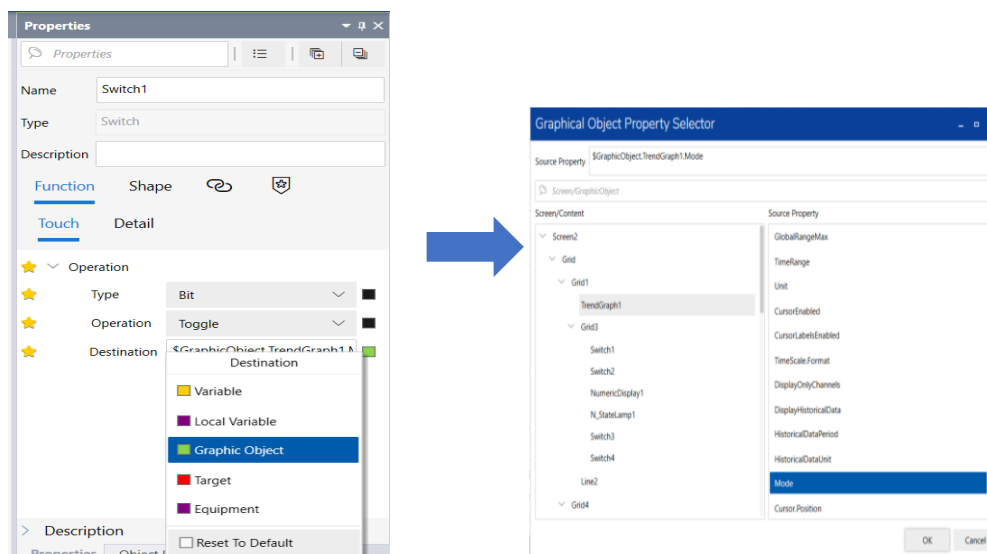 Properties
Properties
Name Switch1
Type Switch
Description
Function Shape
Touch Detail
Operation
Type Bit
Operation Toggle
Destination $GraphicObject.TrendGraph1.M
Destination
Variable
Local Variable
Graphic Object
Target
Equipment
Reset To Default
Description
Properties Object
Graphical Object Property Selector
Source Property $GraphicObject.TrendGraph1.Mode
Screen/GraphicObject
Screen/Content Source Property
Screen2 GlobalRangeMax
Grid TimeRange
Grid1 Unit
TrendGraph1 CursorEnabled
Grid3 CursorLabelsEnabled
Switch1 TimeScale.Format
Switch2 DisplayOnlyChannels
NumericDisplay1 DisplayHistoricalData
N_StateLamp1 HistoricalDataPeriod
Switch3 HistoricalDataUnit
Switch4 Mode
Line2 Cursor.Position
Grid4
OK Cancel